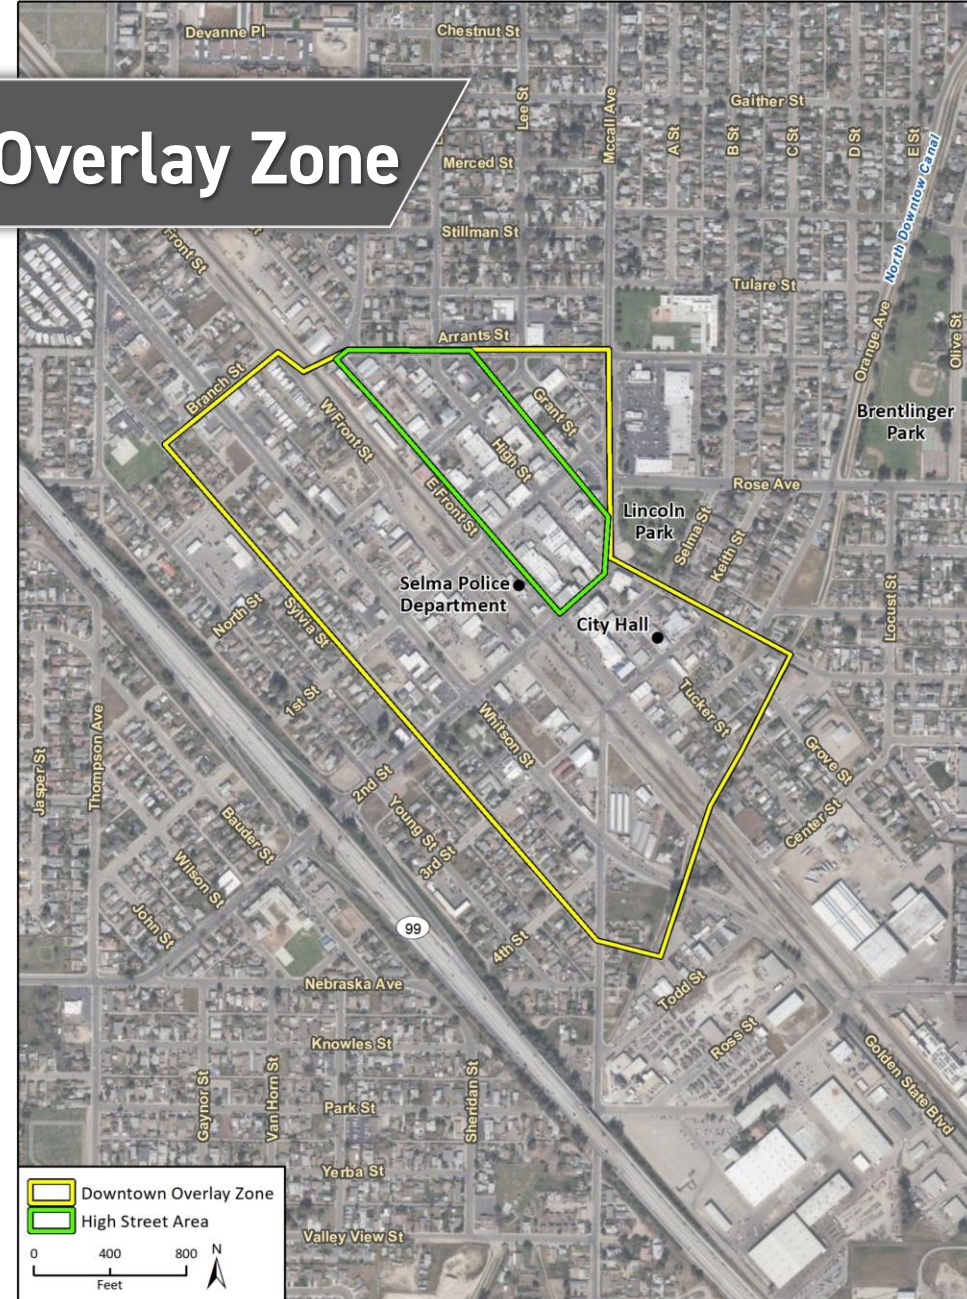 Overlay Zone
Devanne Pl
Chestnut St
Lee St
Mccall Ave
Gaither St
A St
B St
C St
D St
E St
Merced St
North Downtow Canal
Stillman St
Front St
Tulare St
Arrants St
Orange Ave
Olive St
Branch St
W Front St
Grant St
Brentlinger
Park
High St
E Front St
Rose Ave
Lincoln
Park
Selma St
Keith St
Selma Police
Department
City Hall
Locust St
North St
Sylvia St
1st St
Tucker St
Whitson St
Grove St
Jasper St
Thompson Ave
2nd St
Young St
3rd St
Center St
Bauder St
Wilson St
John St
99
4th St
Nebraska Ave
Todd St
Ross St
Knowles St
Golden State Blvd
Gaynor St
Van Horn St
Sheridan St
Park St
Yerba St
Valley View St
Downtown Overlay Zone
High Street Area
0 400 800
Feet
N